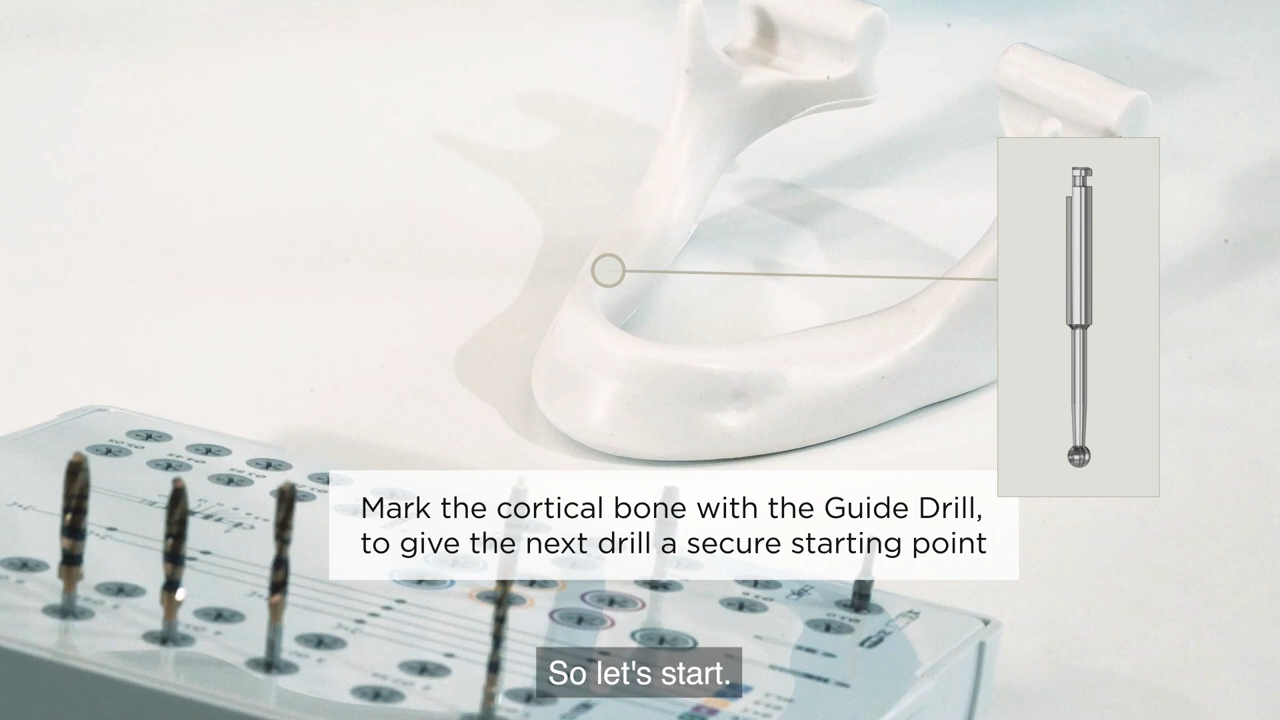 Mark the cortical bone with the Guide Drill,
to give the next drill a secure starting point
So let's start.